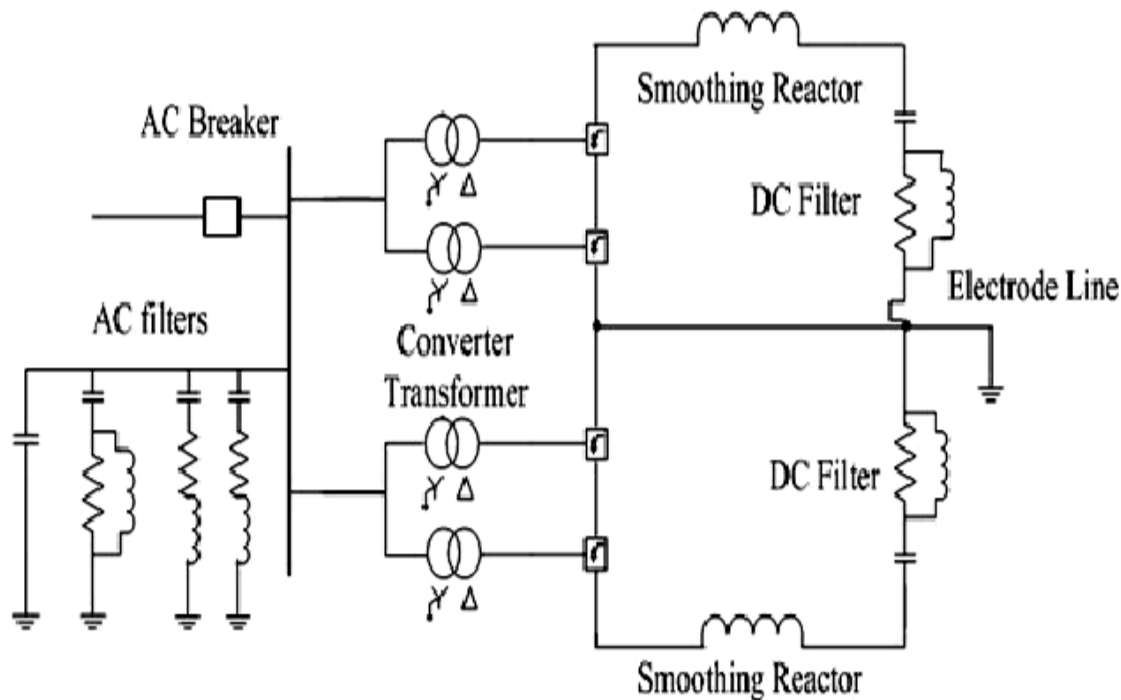 Smoothing Reactor
AC Breaker
DC Filter
Δ
Δ
Electrode Line
AC filters
Converter
Transformer
DC Filter
Δ
Δ
Smoothing Reactor